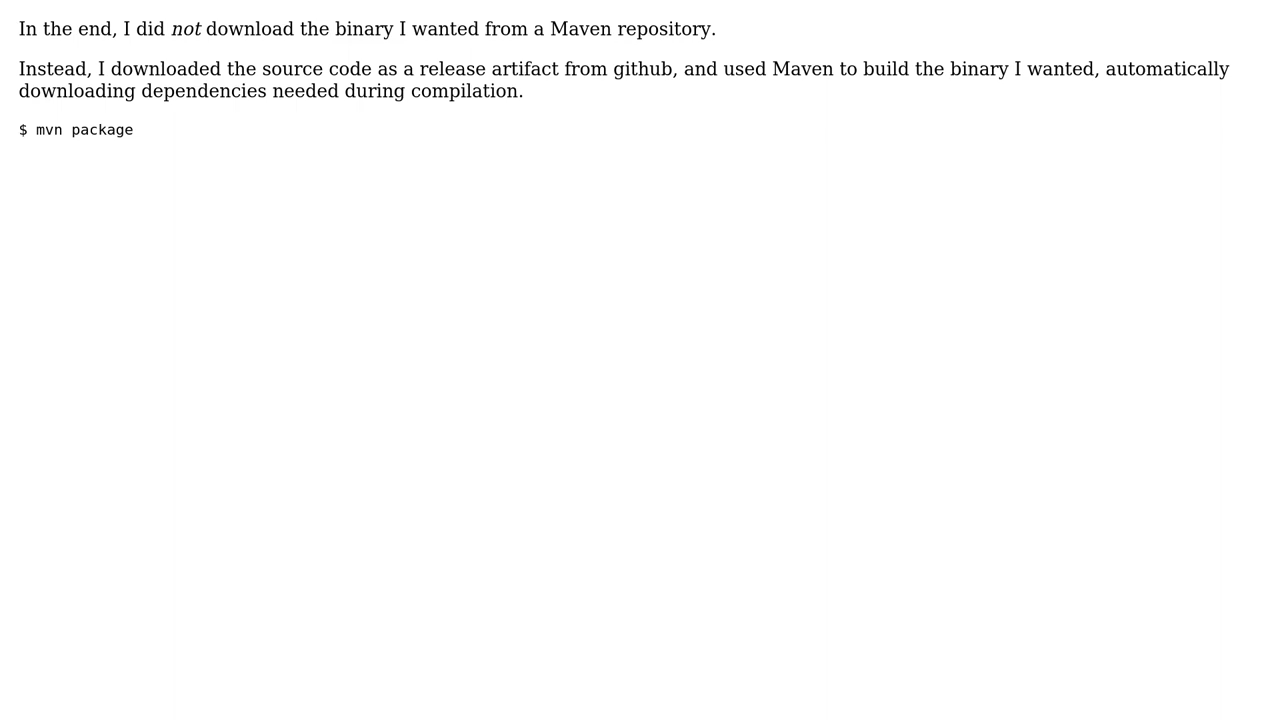 In the end, I did not download the binary I wanted from a Maven repository.
Instead, I downloaded the source code as a release artifact from github, and used Maven to build the binary I wanted, automatically
downloading dependencies needed during compilation.
$ mvn package